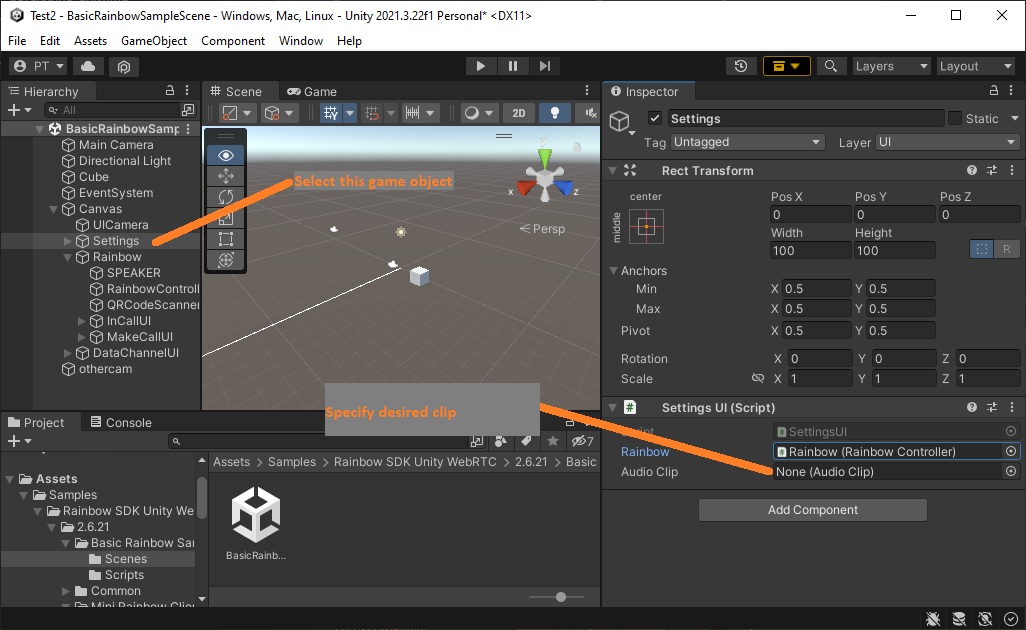 Test2 - BasicRainbowSampleScene - Windows, Mac, Linux - Unity 2021.3.22f1 Personal* <DX11>
File Edit Assets GameObject Component Window Help
PT Layers Layout
Hierarchy
All
BasicRainbowSamp
Main Camera
Directional Light
Cube
EventSystem
Canvas
UICamera
Settings
Rainbow
SPEAKER
RainbowControll
QRCodeScanner
InCallUI
MakeCallUI
DataChannelUI
othercam
Scene Game
2D
Select this game object
x z
Persp
Specify desired clip
Inspector
Settings Static
Tag Untagged Layer UI
Rect Transform
center
middle
Pos X Pos Y Pos Z
0 0 0
Width Height
100 100 R
Anchors
Min X 0.5 Y 0.5
Max X 0.5 Y 0.5
Pivot X 0.5 Y 0.5
Rotation X 0 Y 0 Z 0
Scale X 1 Y 1 Z 1
Settings UI (Script)
Script SettingsUI
Rainbow Rainbow (Rainbow Controller)
Audio Clip None (Audio Clip)
Add Component
Project Console
7
Assets
Samples
Rainbow SDK Unity We
2.6.21
Basic Rainbow Sar
Scenes
Scripts
Common
Mini Rainbow Clie
Assets > Samples > Rainbow SDK Unity WebRTC > 2.6.21 > Basic
BasicRainb...